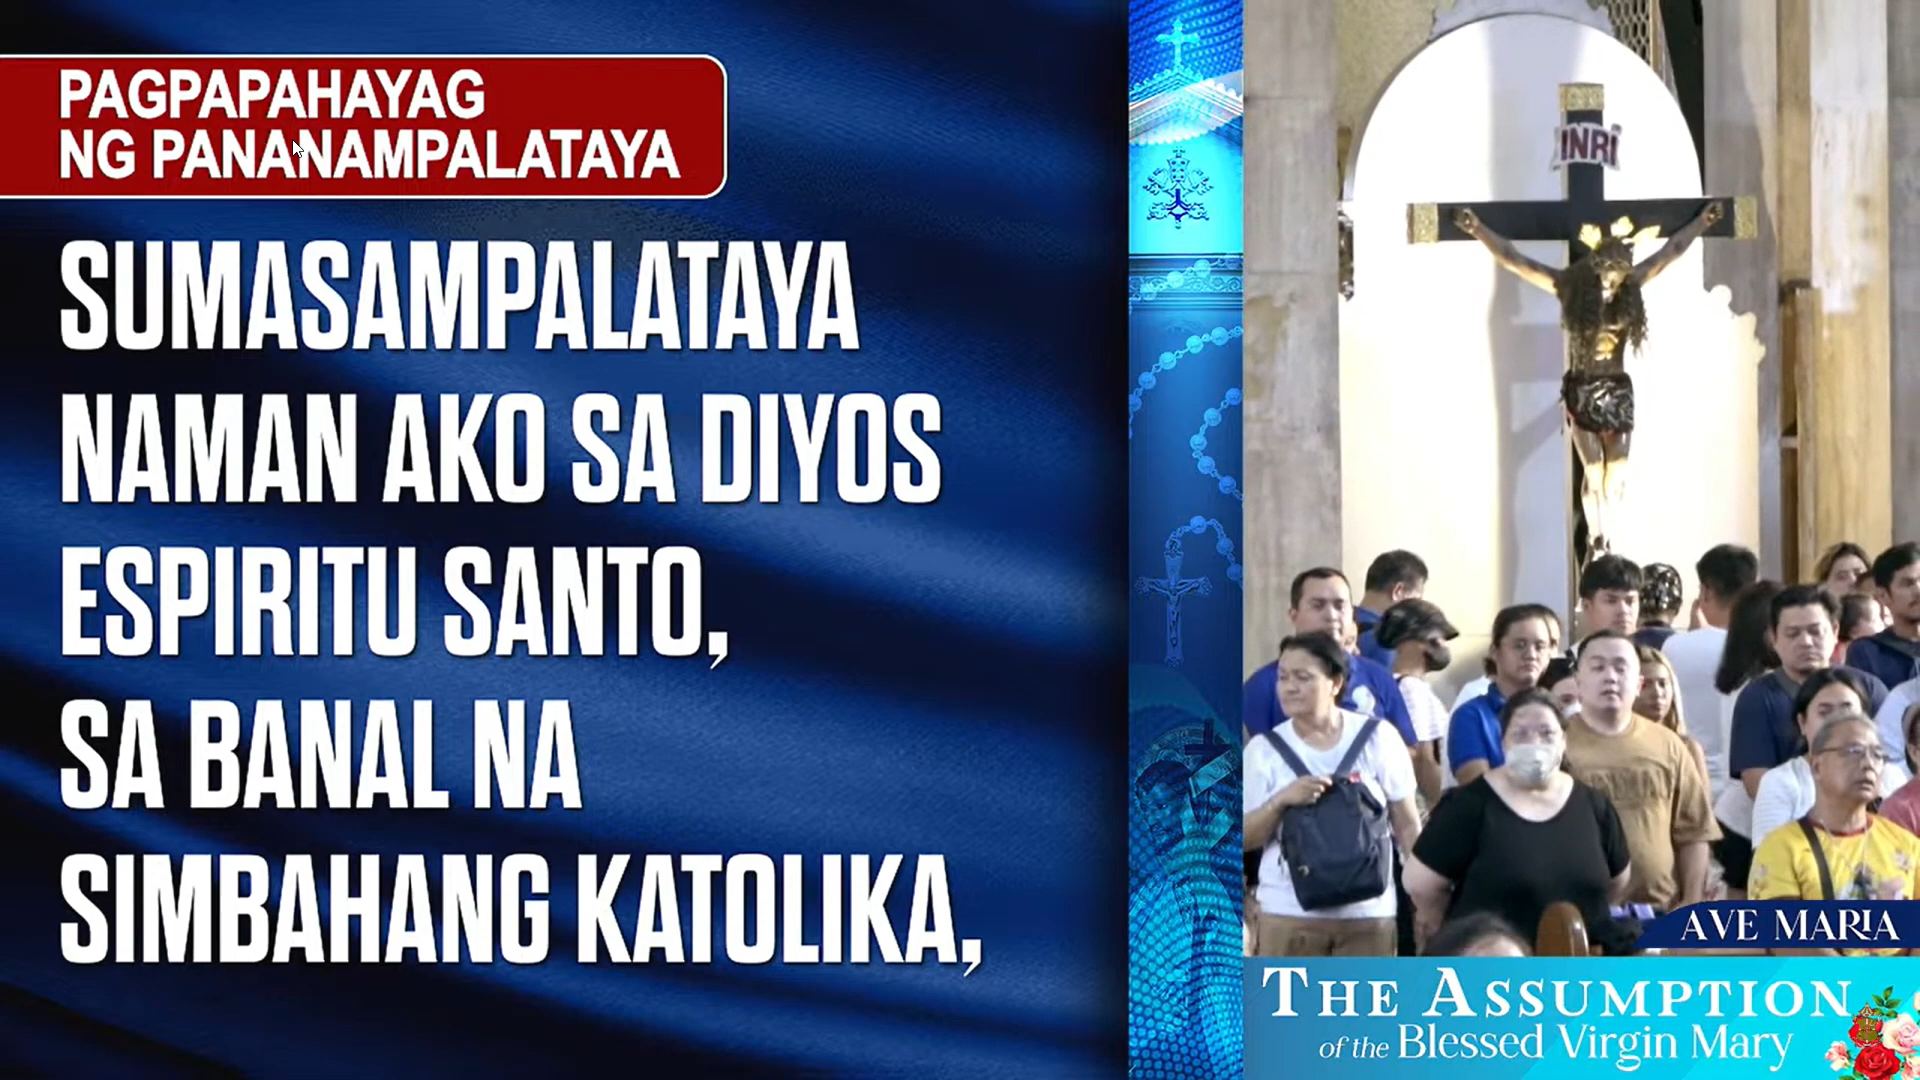 PAGPAPAHAYAG
NG PANANAMPALATAYA
SUMASAMPALATAYA
NAMAN AKO SA DIYOS
ESPIRITU SANTO,
SA BANAL NA
SIMBAHANG KATOLIKA,
INRI
AVE MARIA
THE ASSUMPTION
of the Blessed Virgin Mary